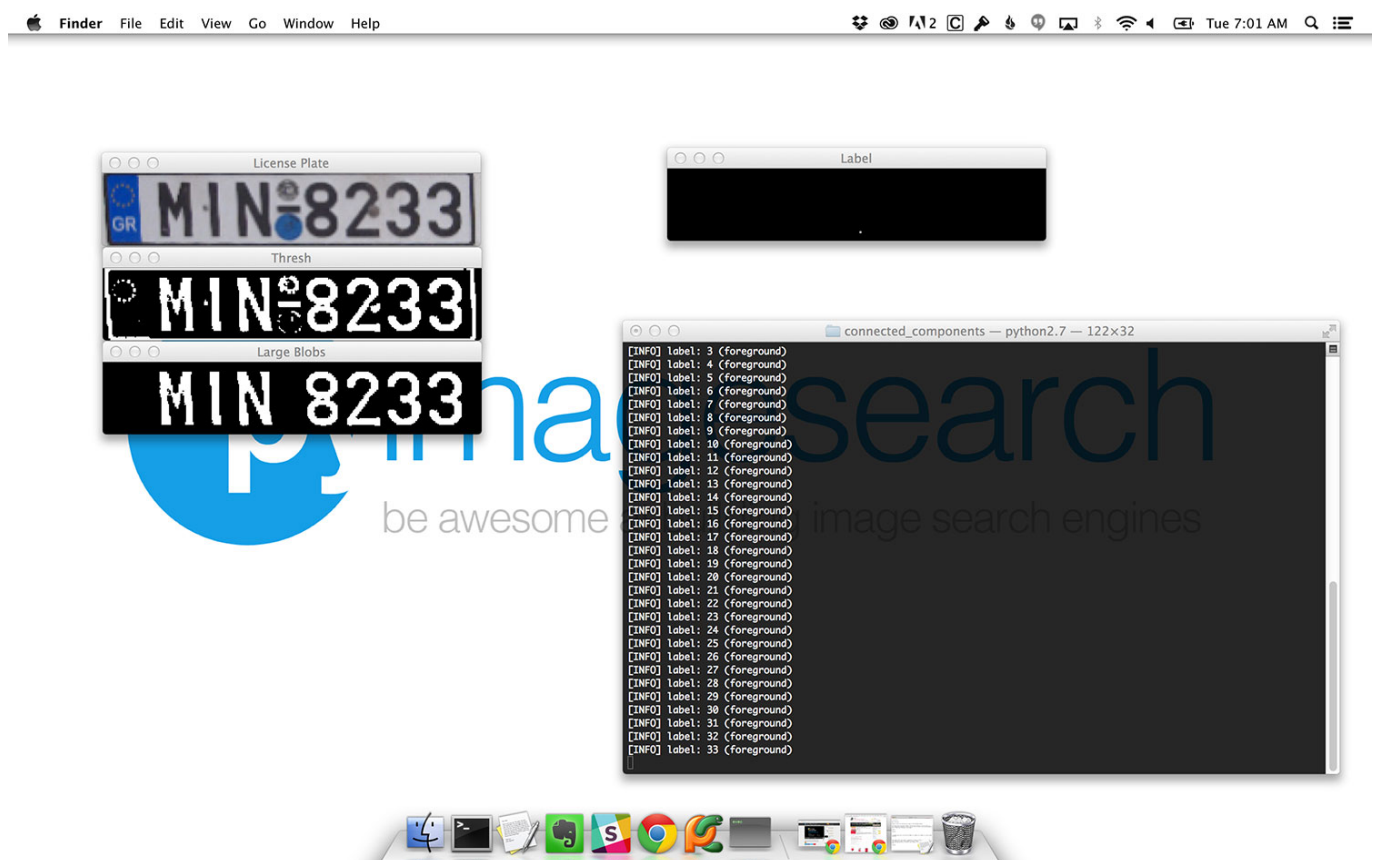 Finder File Edit View Go Window Help
2 Tue 7:01 AM
License Plate
GR MIN 8233
Thresh
MIN 8233
Large Blobs
MIN 8233
Label
connected_components — python2.7 — 122×32
[INFO] label: 3 (foreground)
[INFO] label: 4 (foreground)
[INFO] label: 5 (foreground)
[INFO] label: 6 (foreground)
[INFO] label: 7 (foreground)
[INFO] label: 8 (foreground)
[INFO] label: 9 (foreground)
[INFO] label: 10 (foreground)
[INFO] label: 11 (foreground)
[INFO] label: 12 (foreground)
[INFO] label: 13 (foreground)
[INFO] label: 14 (foreground)
[INFO] label: 15 (foreground)
[INFO] label: 16 (foreground)
[INFO] label: 17 (foreground)
[INFO] label: 18 (foreground)
[INFO] label: 19 (foreground)
[INFO] label: 20 (foreground)
[INFO] label: 21 (foreground)
[INFO] label: 22 (foreground)
[INFO] label: 23 (foreground)
[INFO] label: 24 (foreground)
[INFO] label: 25 (foreground)
[INFO] label: 26 (foreground)
[INFO] label: 27 (foreground)
[INFO] label: 28 (foreground)
[INFO] label: 29 (foreground)
[INFO] label: 30 (foreground)
[INFO] label: 31 (foreground)
[INFO] label: 32 (foreground)
[INFO] label: 33 (foreground)
py imagesearch
be awesome a image search engines